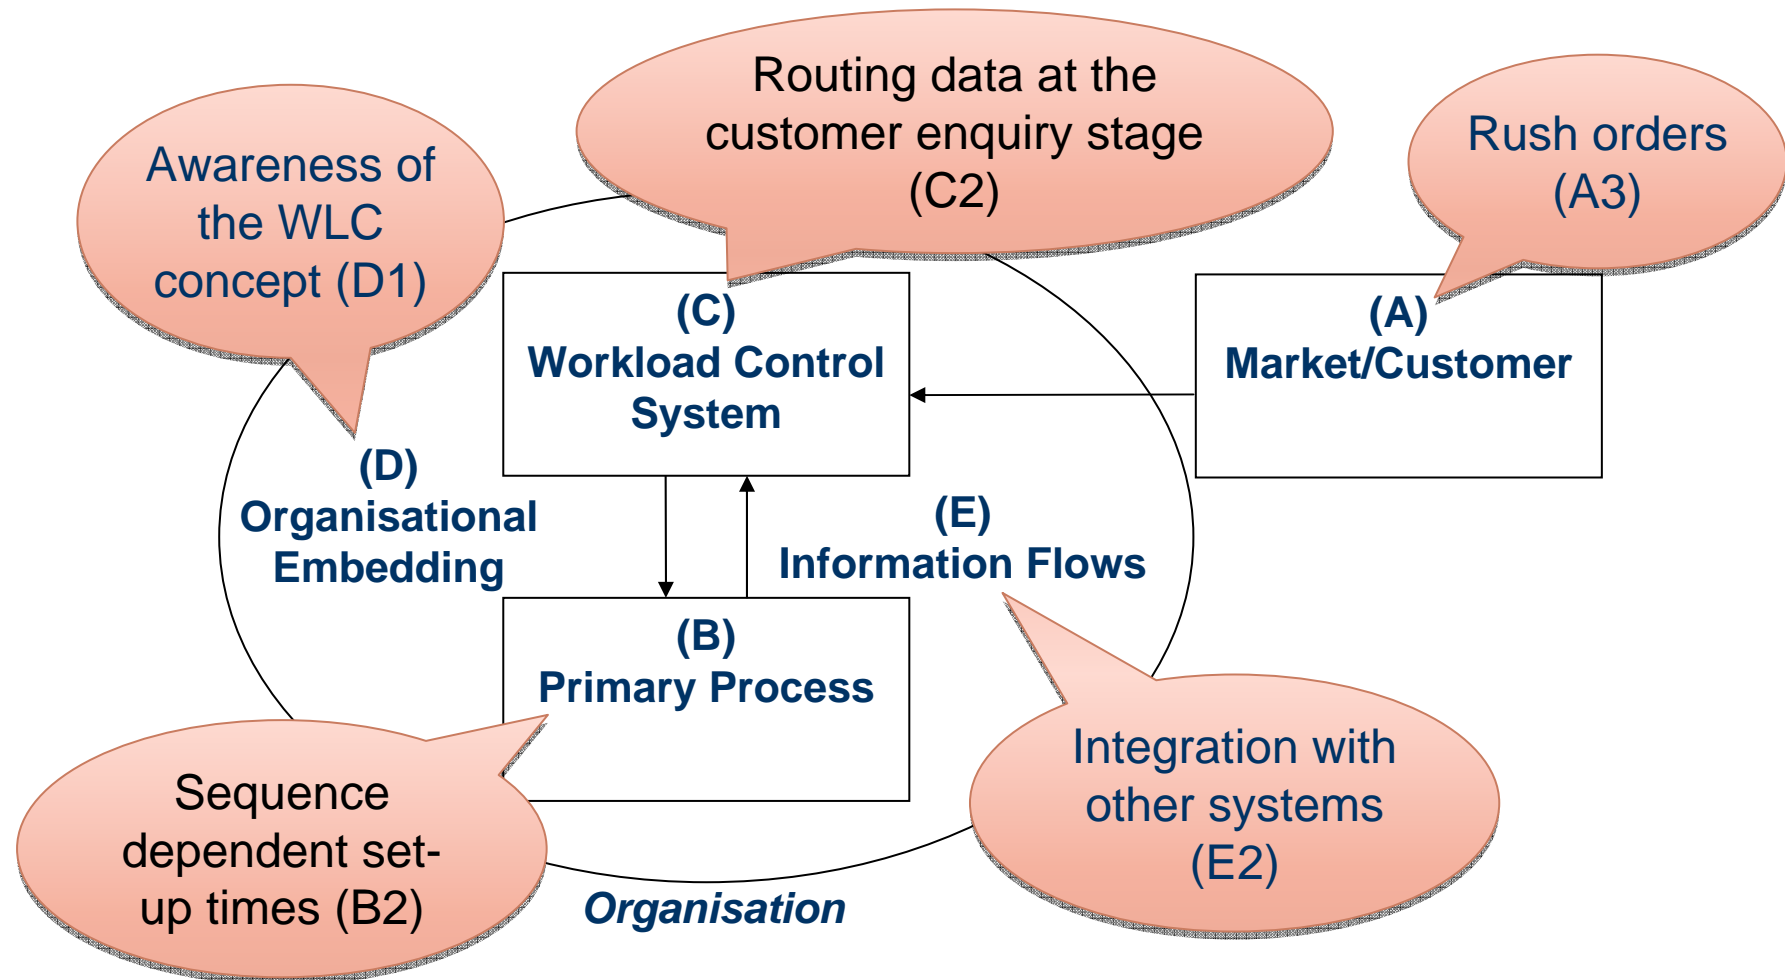 Routing data at the
customer enquiry stage
(C2)
Rush orders
(A3)
Awareness of
the WLC
concept (D1)
(C)
Workload Control
System
(A)
Market/Customer
(D)
Organisational
Embedding
(E)
Information Flows
(B)
Primary Process
Integration with
other systems
(E2)
Sequence
dependent set-
up times (B2)
Organisation